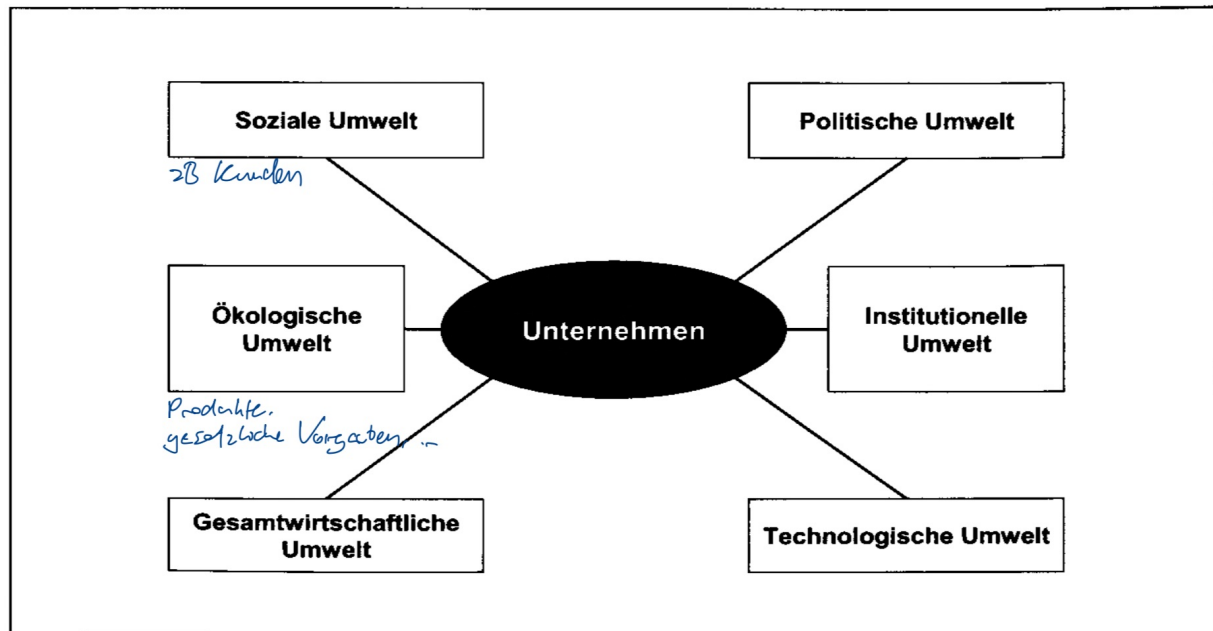 Soziale Umwelt
zB Kunden
Politische Umwelt
Ökologische
Umwelt
Produkte,
gesetzliche Vorgaben, ...
Unternehmen
Institutionelle
Umwelt
Gesamtwirtschaftliche
Umwelt
Technologische Umwelt